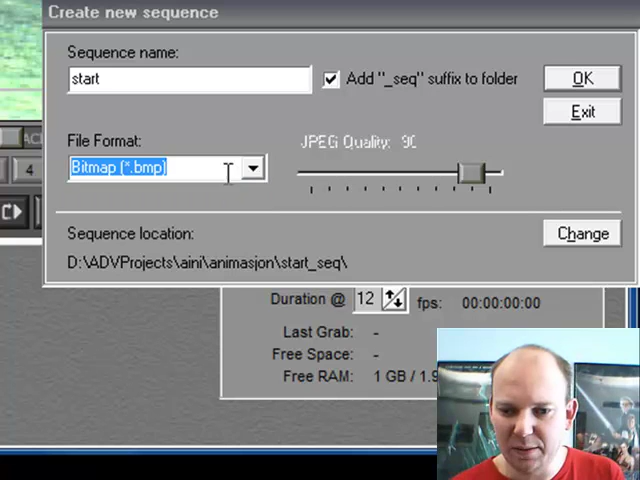 Create new sequence
Sequence name:
start
Add "_seq" suffix to folder
OK
Exit
File Format:
Bitmap (*.bmp)
JPEG Quality: 90
4
Sequence location:
Change
D:\ADVProjects\aini\animasjon\start_seq\
Duration @ 12 fps: 00:00:00:00
Last Grab: -
Free Space: -
Free RAM: 1 GB / 1.9